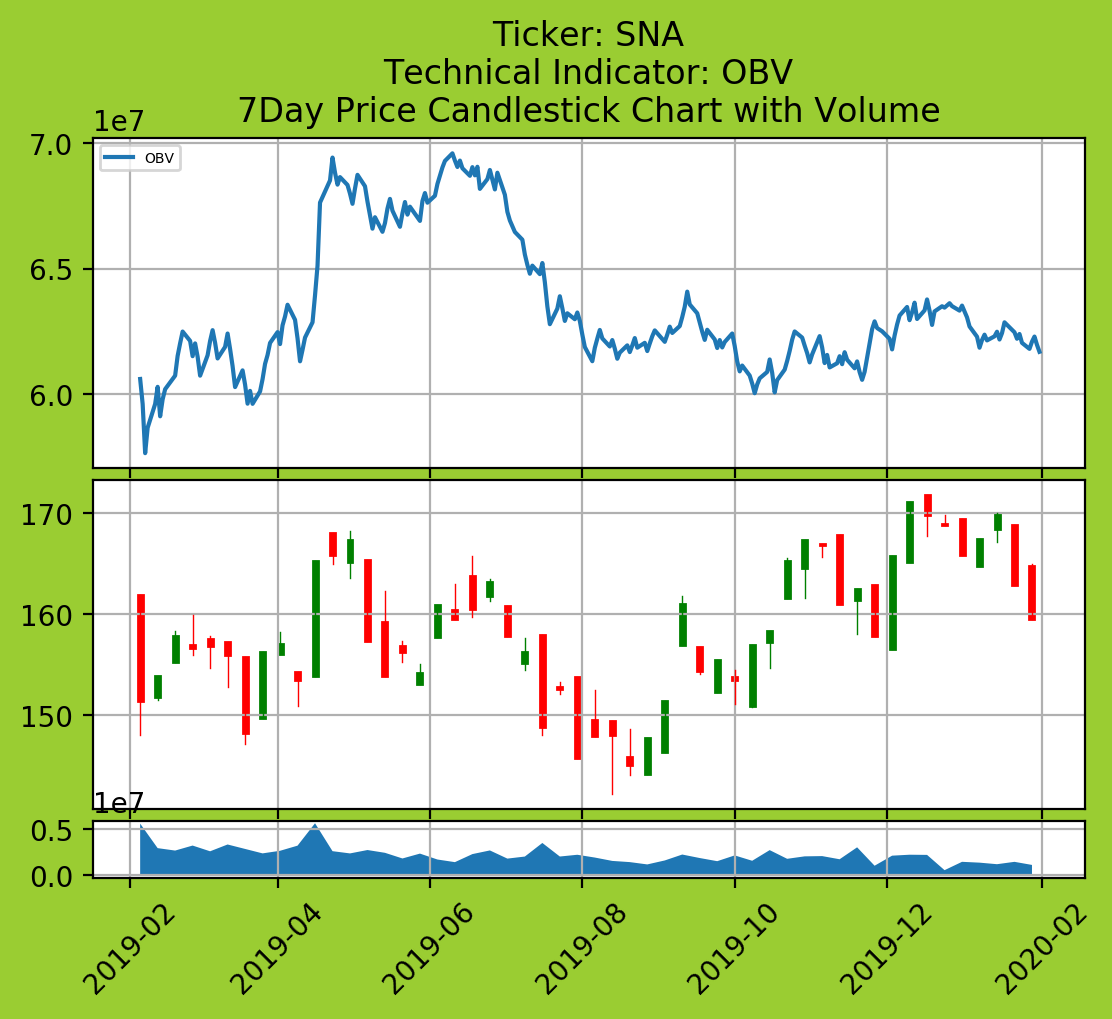 Ticker: SNA
Technical Indicator: OBV
7Day Price Candlestick Chart with Volume
1e7
7.0
OBV
6.5
6.0
170
160
150
1e7
0.5
0.0
2019-02
2019-04
2019-06
2019-08
2019-10
2019-12
2020-02